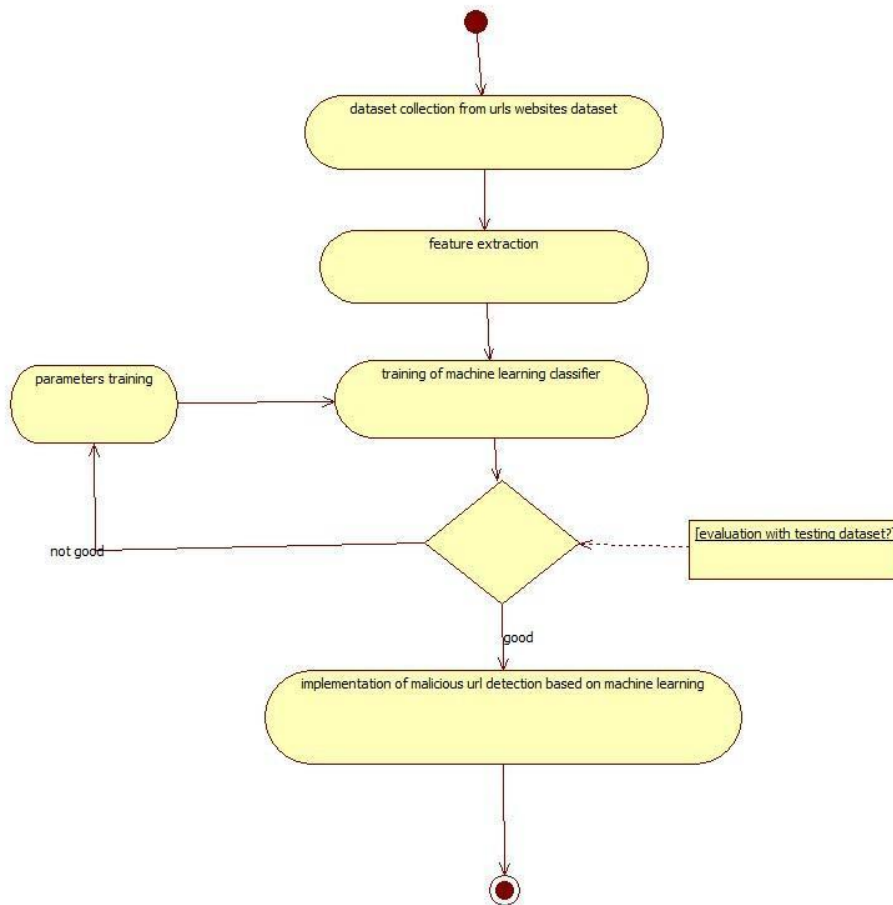 dataset collection from urls websites dataset
feature extraction
parameters training
training of machine learning classifier
not good
[evaluation with testing dataset?]
good
implementation of malicious url detection based on machine learning